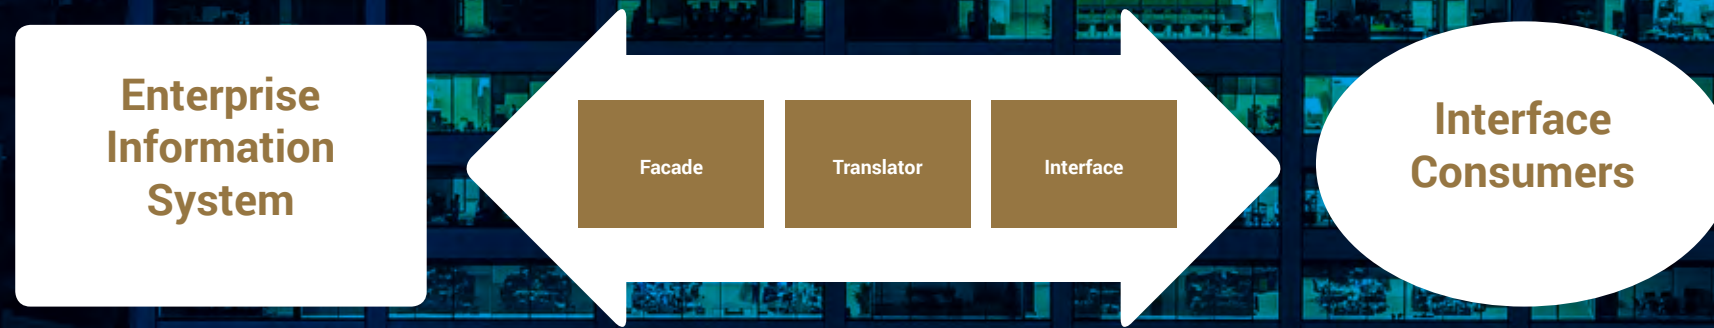 Enterprise
Information
System
Facade
Translator
Interface
Interface
Consumers